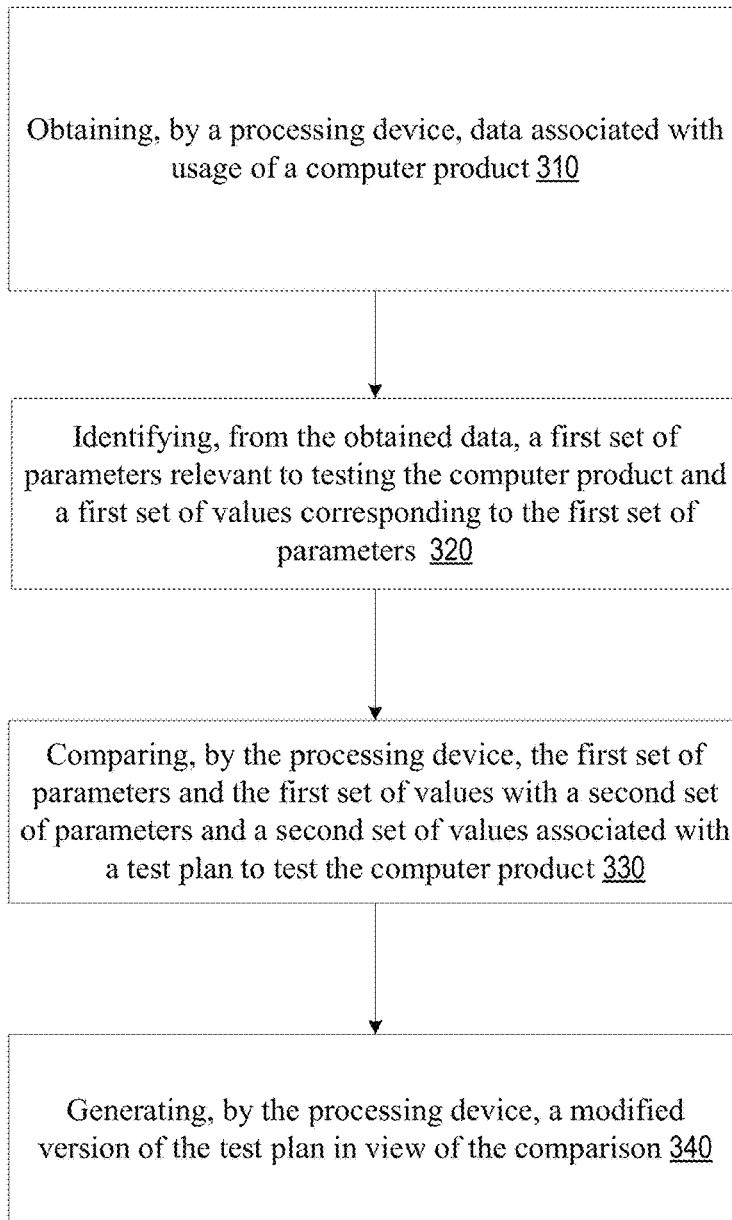 Obtaining, by a processing device, data associated with
usage of a computer product 310
Identifying, from the obtained data, a first set of
parameters relevant to testing the computer product and
a first set of values corresponding to the first set of
parameters 320
Comparing, by the processing device, the first set of
parameters and the first set of values with a second set
of parameters and a second set of values associated with
a test plan to test the computer product 330
Generating, by the processing device, a modified
version of the test plan in view of the comparison 340